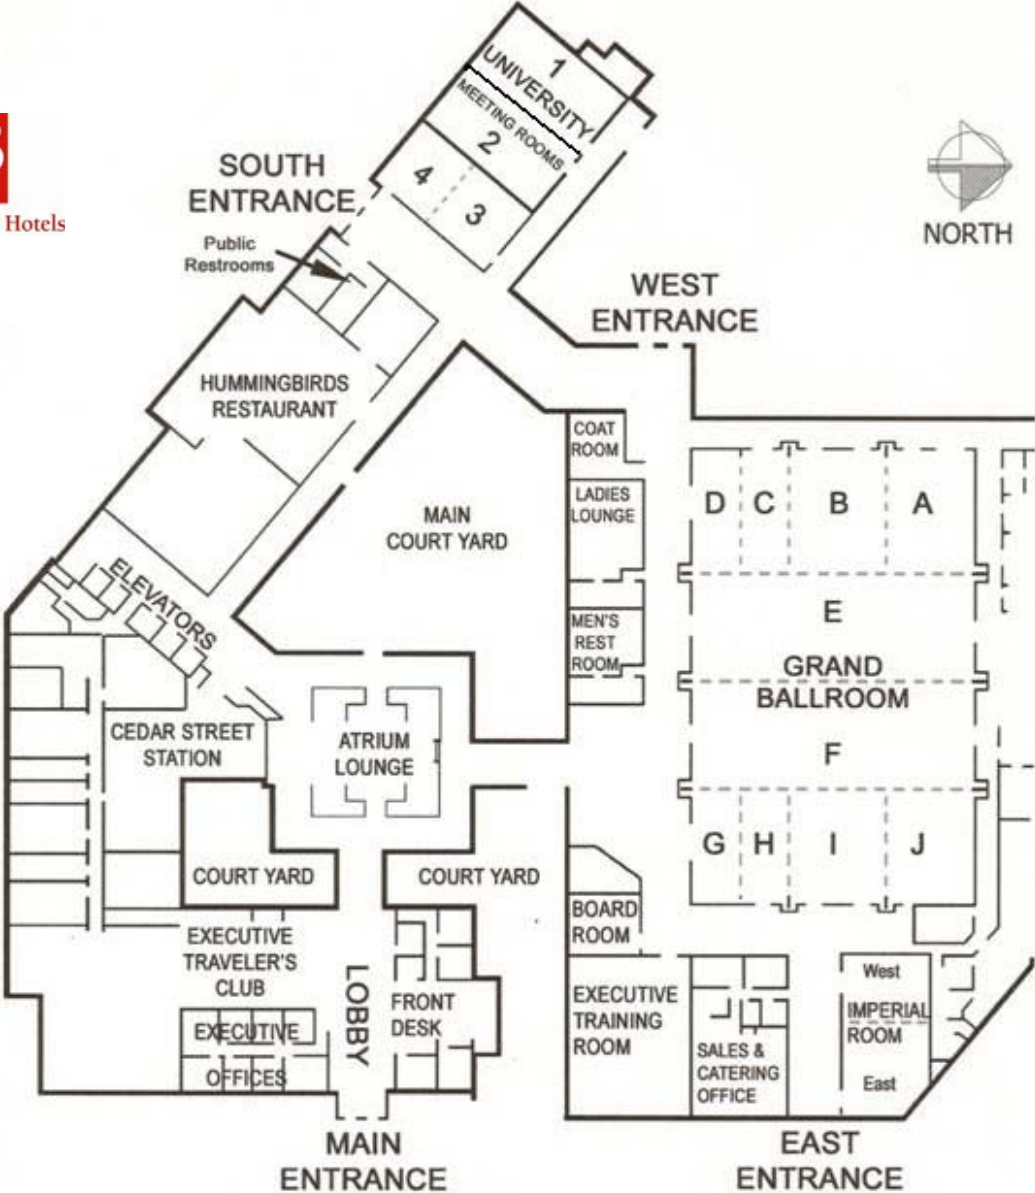 Hotels
1
UNIVERSITY
MEETING ROOMS
2
4
3
SOUTH
ENTRANCE
Public
Restrooms
NORTH
WEST
ENTRANCE
HUMMINGBIRDS
RESTAURANT
COAT
ROOM
LADIES
LOUNGE
MAIN
COURT YARD
D C B A
ELEVATORS
E
MEN'S
REST
ROOM
GRAND
BALLROOM
CEDAR STREET
STATION
ATRIUM
LOUNGE
F
G H I J
COURT YARD
COURT YARD
BOARD
ROOM
EXECUTIVE
TRAVELER'S
CLUB
LOBBY
FRONT
DESK
EXECUTIVE
TRAINING
ROOM
West
IMPERIAL
ROOM
East
EXECUTIVE
OFFICES
SALES &
CATERING
OFFICE
MAIN
ENTRANCE
EAST
ENTRANCE